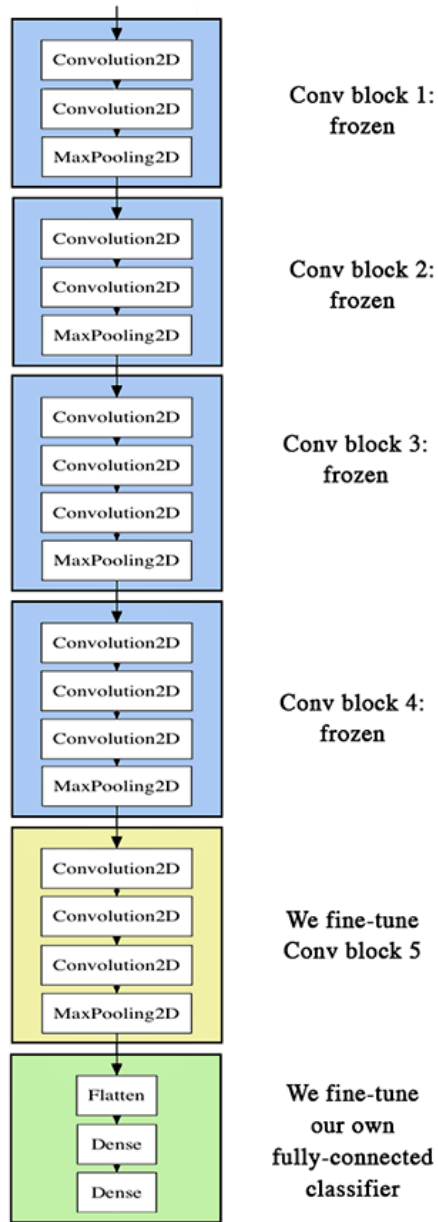 Convolution2D
Convolution2D
MaxPooling2D
Conv block 1:
frozen
Convolution2D
Convolution2D
MaxPooling2D
Conv block 2:
frozen
Convolution2D
Convolution2D
Convolution2D
MaxPooling2D
Conv block 3:
frozen
Convolution2D
Convolution2D
Convolution2D
MaxPooling2D
Conv block 4:
frozen
Convolution2D
Convolution2D
Convolution2D
MaxPooling2D
We fine-tune
Conv block 5
Flatten
Dense
Dense
We fine-tune
our own
fully-connected
classifier